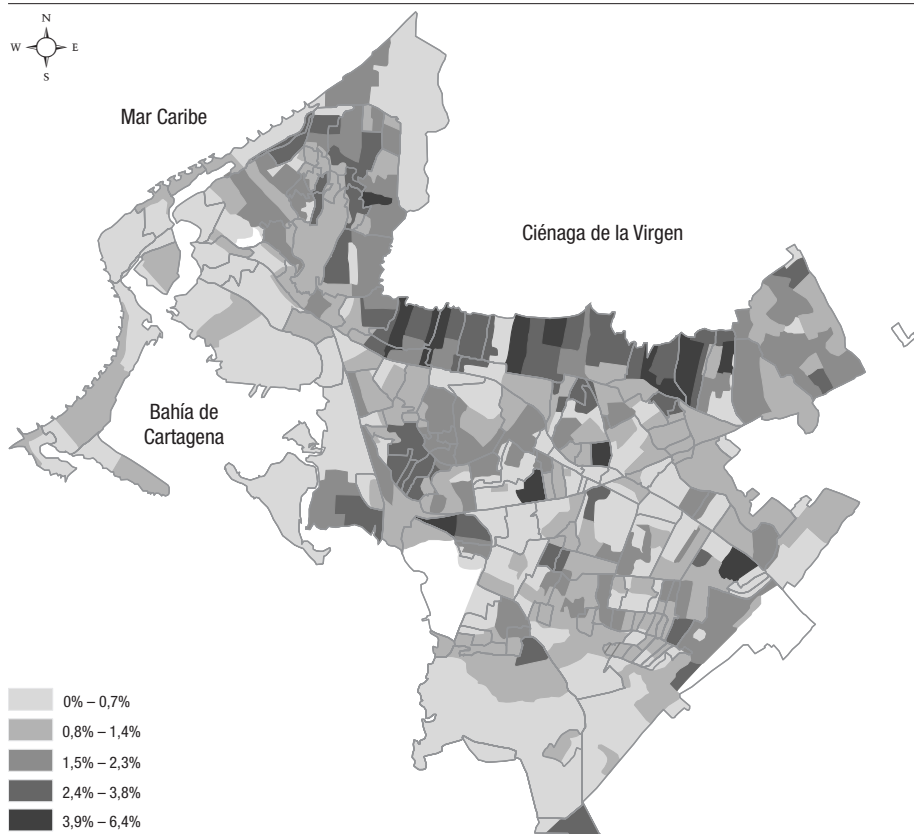 N
W E
S
Mar Caribe
Ciénaga de la Virgen
Bahía de
Cartagena
0% – 0,7%
0,8% – 1,4%
1,5% – 2,3%
2,4% – 3,8%
3,9% – 6,4%